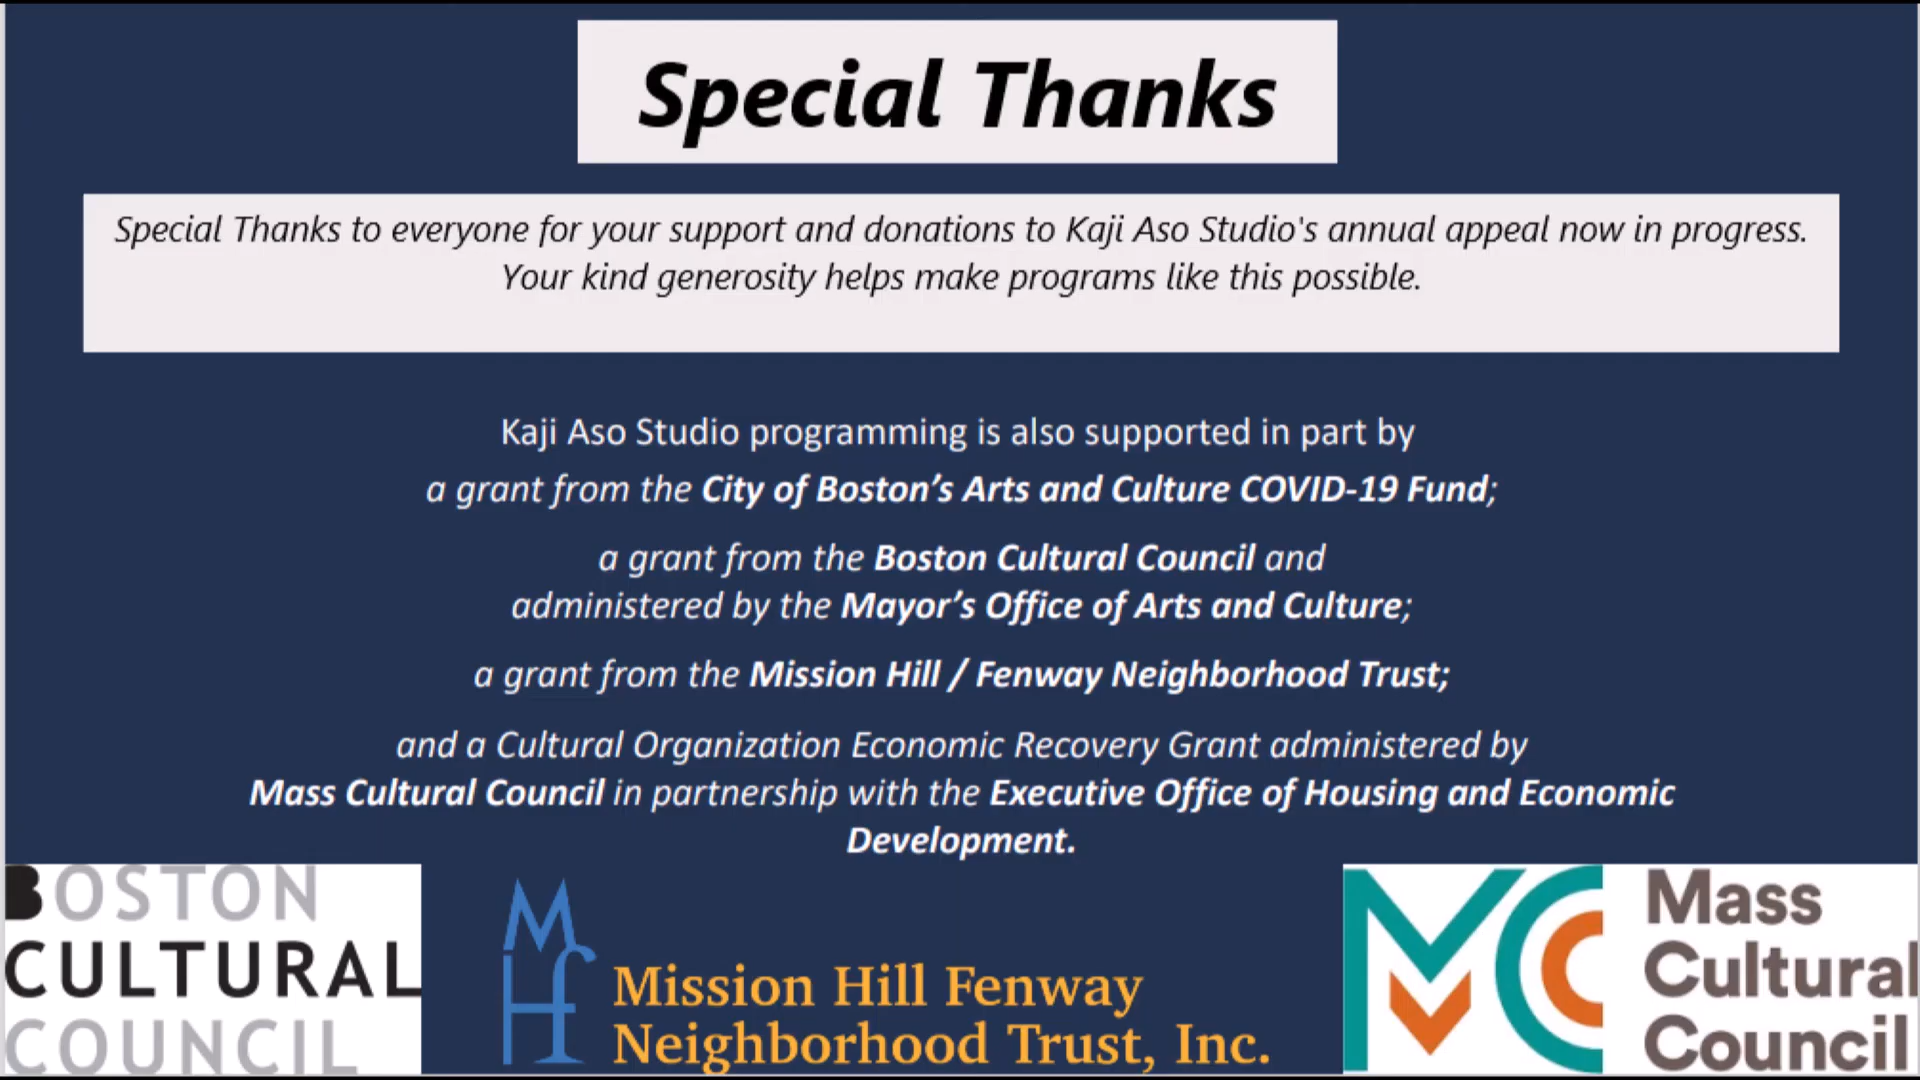 Special Thanks
Special Thanks to everyone for your support and donations to Kaji Aso Studio's annual appeal now in progress.
Your kind generosity helps make programs like this possible.
Kaji Aso Studio programming is also supported in part by
a grant from the City of Boston’s Arts and Culture COVID-19 Fund;
a grant from the Boston Cultural Council and
administered by the Mayor’s Office of Arts and Culture;
a grant from the Mission Hill / Fenway Neighborhood Trust;
and a Cultural Organization Economic Recovery Grant administered by
Mass Cultural Council in partnership with the Executive Office of Housing and Economic
Development.
BOSTON
CULTURAL
COUNCIL
MHf
Mission Hill Fenway
Neighborhood Trust, Inc.
MCC
Mass
Cultural
Council